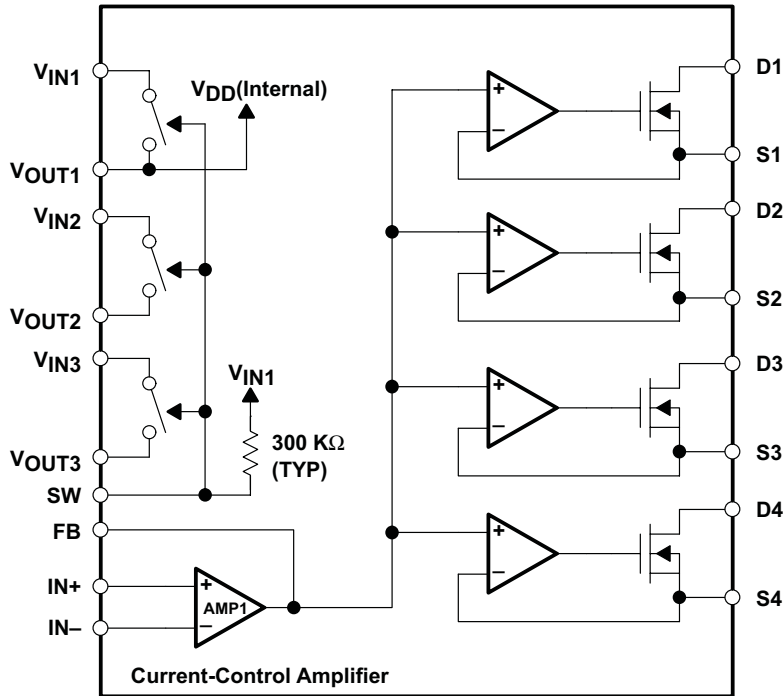 VIN1
VDD(Internal)
VOUT1
VIN2
VOUT2
VIN3
VIN1
300 KΩ
(TYP)
VOUT3
SW
FB
IN+
+
AMP1
IN–
–
Current-Control Amplifier
+
–
D1
S1
+
–
D2
S2
+
–
D3
S3
+
–
D4
S4